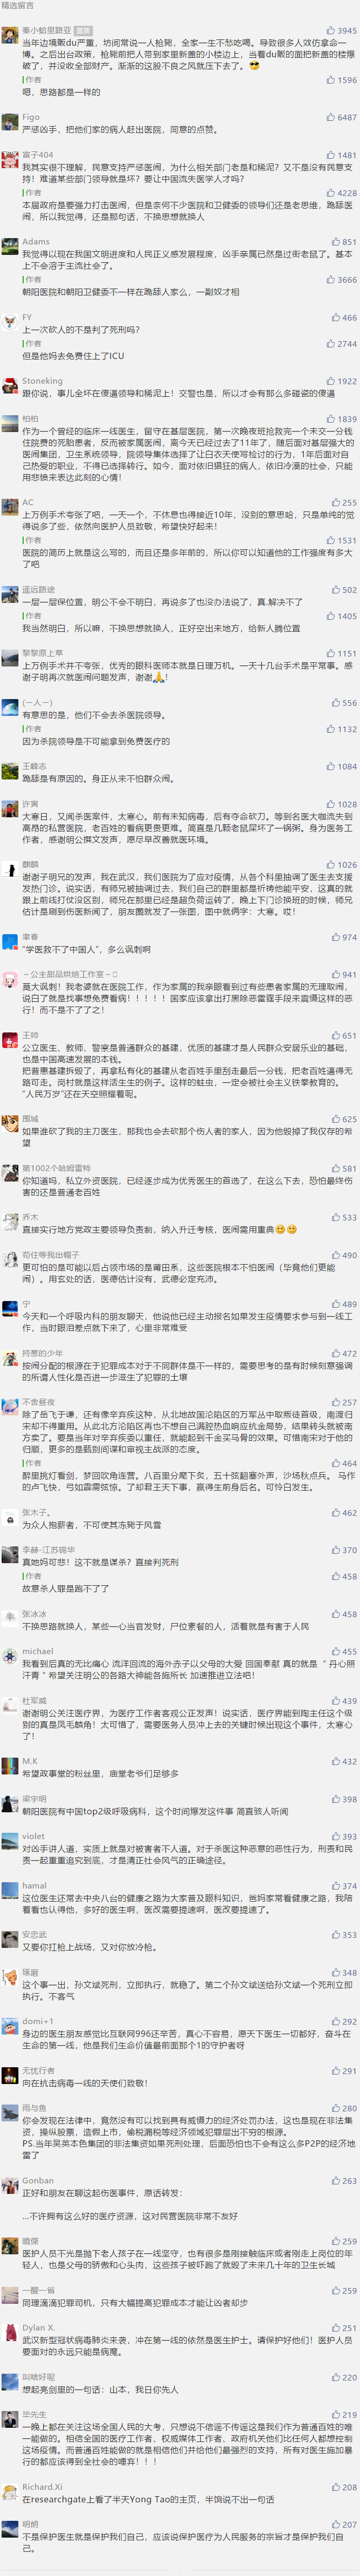 精选留言
秦小蛤里路亚 置顶 3945
当年边境贩du严重，坊间常说一人枪毙，全家一生不愁吃喝。导致很多人效仿拿命一博。之后出台政策，枪毙前把人带到家里新盖的小楼边上，当着du贩的面把新盖的楼爆破了，并没收全部财产。渐渐的这股不良之风就压下去了。😎
作者 1596
嗯，思路都是一样的
Figo 6487
严惩凶手，把他们家的病人赶出医院，同意的点赞。
富子404 1481
我其实很不理解，民意支持严惩医闹，为什么相关部门老是和稀泥？又不是没有民意支持！难道某些部门领导就是坏？要让中国流失医学人才吗？
作者 4228
本届政府是要强力打击医闹，但是奈何不少医院和卫健委的领导们还是老思维，跪舔医闹，所以我觉得，还是那句话，不换思想就换人
Adams 851
我觉得以现在我国文明进度和人民正义感发展程度，凶手亲属已然是过街老鼠了。基本上不会溶于主流社会了。
作者 3666
朝阳医院和朝阳卫健委不一样在跪舔人家么，一副奴才相
FY 466
上一次砍人的不是判了死刑吗？
作者 2744
但是他妈去免费住上了ICU
Stoneking 1922
跟你说，事儿全坏在傻逼领导和稀泥上！交警也是，所以才会有那么多碰瓷的傻逼
柏柏 1839
作为一个曾经的临床一线医生，留守在基层医院，第一次晚夜班抢救完一个未交一分钱住院费的死胎患者，反而被家属医闹，离今天已经过去了11年了，随后面对基层强大的医闹集团，卫生系统领导，院领导集体选择了让白衣天使写检讨的行为，1年后面对自己热爱的职业，不得已选择转行。如今，面对依旧猖狂的病人，依旧冷漠的社会，只能用悲愤来表达此刻的心情！
AC 255
上万例手术夸张了吧，一天一个，不休息也得接近10年，没别的意思哈，只是单纯的觉得说多了些，依然向医护人员致敬，希望快好起来！
作者 1531
医院的简历上就是这么写的，而且还是多年前的，所以你可以知道他的工作强度有多大了吧
遥远路途 502
一层一层保位置，明公不会不明白，再说多了也没办法说了，真.解决不了
作者 1405
我当然明白，所以嘛，不换思想就换人，正好空出来地方，给新人腾位置
黎黎原上草 1151
上万例手术并不夸张，优秀的眼科医师本就是日理万机。一天十几台手术是平常事。感谢子明再次就医闹问题发声，谢谢🙏！
(－人－) 556
有意思的是，他们不会去杀医院领导。
作者 1132
因为杀院领导是不可能拿到免费医疗的
王峰志 1084
跪舔是有原因的。身正从来不怕群众闹。
许寅 1028
大寒日，又闻杀医案件，太寒心。前有未知病毒，后有夺命砍刀。等到名医大咖流失到高昂的私营医院，老百姓的看病更贵更难。简直是几颗老鼠屎坏了一锅粥。身为医务工作者，感谢明公撰文发声，愿尽早改善就医环境。
麒麟 1026
谢谢子明兄的发声，我在武汉，我们医院为了应对疫情，从各个科里抽调了医生去支援发热门诊。说实话，有师兄被抽调过去，我们自己的群里都是祈祷他能平安，这真的就跟上前线打仗没区别，师兄在那里已经是超负荷运转了，晚上下门诊换班的时候，师兄估计是刷到伤医新闻了，朋友圈就发了一张图，图中就俩字：大寒。哎！
聿春 974
“学医救不了中国人”，多么讽刺啊
－公主甜品烘焙工作室－ 941
莫大讽刺！我老婆就在医院工作，作为家属的我亲眼看到过有些患者家属的无理取闹，说白了就是找事想免费看病！！！！！国家应该拿出打黑除恶雷霆手段来震慑这样的恶行！而不是不了了之！
王帅 651
公立医生、教师、警察是普通群众的基建，优质的基建才是人民群众安居乐业的基础，也是中国高速发展的本钱。
把普惠基建拆毁了，再拿私有化的基建从老百姓手里刮走最后一分钱，把老百姓逼得无路可走。岗村就是这样活生生的例子。这样的蛀虫，一定会被社会主义铁拳教育的。
“人民万岁”还在天空照耀着呢。
围城 625
如果谁砍了我的主刀医生，那我也会去砍那个伤人者的家人，因为他毁掉了我仅存的希望
第1002个哈姆雷特 581
你知道吗，私立外资医院，已经逐步成为优秀医生的首选了，在这么下去，恐怕最终伤害的还是普通老百姓
乔木 533
直接实行地方党政主要领导负责制，纳入升迁考核，医闹需用重典😊😊
苟住等我出帽子 490
更可怕的是可能以后占领市场的是莆田系，这些医院根本不怕医闹（毕竟他们更能闹）。用玄处的话，医德估计没有，武德必定充沛。
宁 489
今天和一个呼吸内科的朋友聊天，他说他已经主动报名如果发生疫情要求参与到一线工作，当时眼泪差点就下来了，心里非常难受
持葱的少年 472
按闹分配的根源在于犯罪成本对于不同群体是不一样的，需要思考的是有时候刻意强调的所谓人性化是否进一步滋生了犯罪的土壤
不舍昼夜 257
除了岳飞于谦，还有像辛弃疾这种，从北地故国沦陷区的万军丛中取叛徒首级，南渡归宋却不得重用。从此北方沦陷区再也不想自己满腔热血响应抗金局势，结果转头就被南方卖了。要是当年对辛弃疾委以重任，就能起到千金买马骨的效果。可惜南宋对于他的归顺，更多的是甄别间谍和审视主战派的态度。
作者 464
醉里挑灯看剑，梦回吹角连营。八百里分麾下炙，五十弦翻塞外声，沙场秋点兵。 马作的卢飞快，弓如霹雳弦惊。了却君王天下事，赢得生前身后名。可怜白发生。
张木子。 462
为众人抱薪者，不可使其冻毙于风雪
李赫-江苏锦华 370
真她妈可悲！这不就是谋杀？直接判死刑
作者 458
故意杀人罪是跑不了了
张冰冰 458
不换思路就换人，某些一心当官发财，尸位素餐的人，活着就是有害于人民
michael 455
我看到后真的无比痛心 流洋回流的海外赤子以父母的大爱 回国奉献 真的就是＂丹心照汗青＂希望关注明公的各路大神能各施所长 加速推进立法吧！
杜军威 439
谢谢明公关注医疗界，为医疗工作者客观公正发声！说实话，医疗界能到陶主任这个级别的真是凤毛麟角！太可惜了，需要医务人员冲上去的关键时候出现这个事件，太寒心了！
M.K 432
希望政事堂的粉丝里，庙堂老爷们足够多
梁宇明 398
朝阳医院有中国top2级呼吸病科，这个时间爆发这件事 简直骇人听闻
violet 393
对凶手讲人道，实质上就是对被害者不人道。对于杀医这种恶意的恶性行为，刑责和民责一起重重追究到底，才是清正社会风气的正确途径。
hamal 374
这位医生还常去中央八台的健康之路为大家普及眼科知识，爸妈家常看健康之路，我陪着看也认得他，多好的医生啊，医改需要提速啊，医改要提速了。
安忠武 353
又要你扛枪上战场，又对你放冷枪。
琢磨 348
这个事一出，孙文斌死刑，立即执行，就稳了。第二个孙文斌送给孙文斌一个死刑立即执行。不客气
domi+1 292
身边的医生朋友感觉比互联网996还辛苦，真心不容易，愿天下医生一切都好，奋斗在生命的第一线，他是我们生命价值最前面那个1的守护者呀
无忧行者 291
向在抗击病毒一线的天使们致敬！
雨与鱼 280
你会发现在法律中，竟然没有可以找到具有威慑力的经济处罚办法，这也是现在非法集资，操纵股票，造假上市，偷税漏税等经济领域犯罪层出不穷的根源。
PS.当年吴英本色集团的非法集资如果死刑处理，后面恐怕也不会有这么多P2P的经济地雷了
Gonban 263
正好和朋友在聊这起伤医事件，原话转发：
...不许拥有这么好的医疗资源，这对民营医院非常不友好
瞻傑 259
医护人员不光是抛下老人孩子在一线坚守，也有很多是刚接触临床或者刚走上岗位的年轻人，也是父母的骄傲和心头肉，这些孩子被吓跑了就毁了未来几十年的卫生长城
一醒一省 259
同理滴滴犯罪司机，只有大幅提高犯罪成本才能让凶者却步
Dylan X. 251
武汉新型冠状病毒肺炎来袭，冲在第一线的依然是医生护士。请保护好他们！医护人员要面对的永远只能是病魔。
叫啥好呢 220
想起亮剑里的一句话：山本，我日你先人
毕先生 219
一晚上都在关注这场全国人民的大考，只想说不信谣不传谣这是我们作为普通百姓的唯一能做的。相信全国的医疗工作者、权威媒体工作者、政府机关他们比任何人都想控制这场疫情。而普通百姓能做的就是相信他们并给他们最强烈的支持，所有对医生施加暴行的都应该得到全社会的唾弃！！！
Richard.Xi 208
在researchgate上看了半天Yong Tao的主页，半饷说不出一句话
明朗 207
不是保护医生就是保护我们自己，应该说保护医疗为人民服务的宗旨才是保护我们自己。